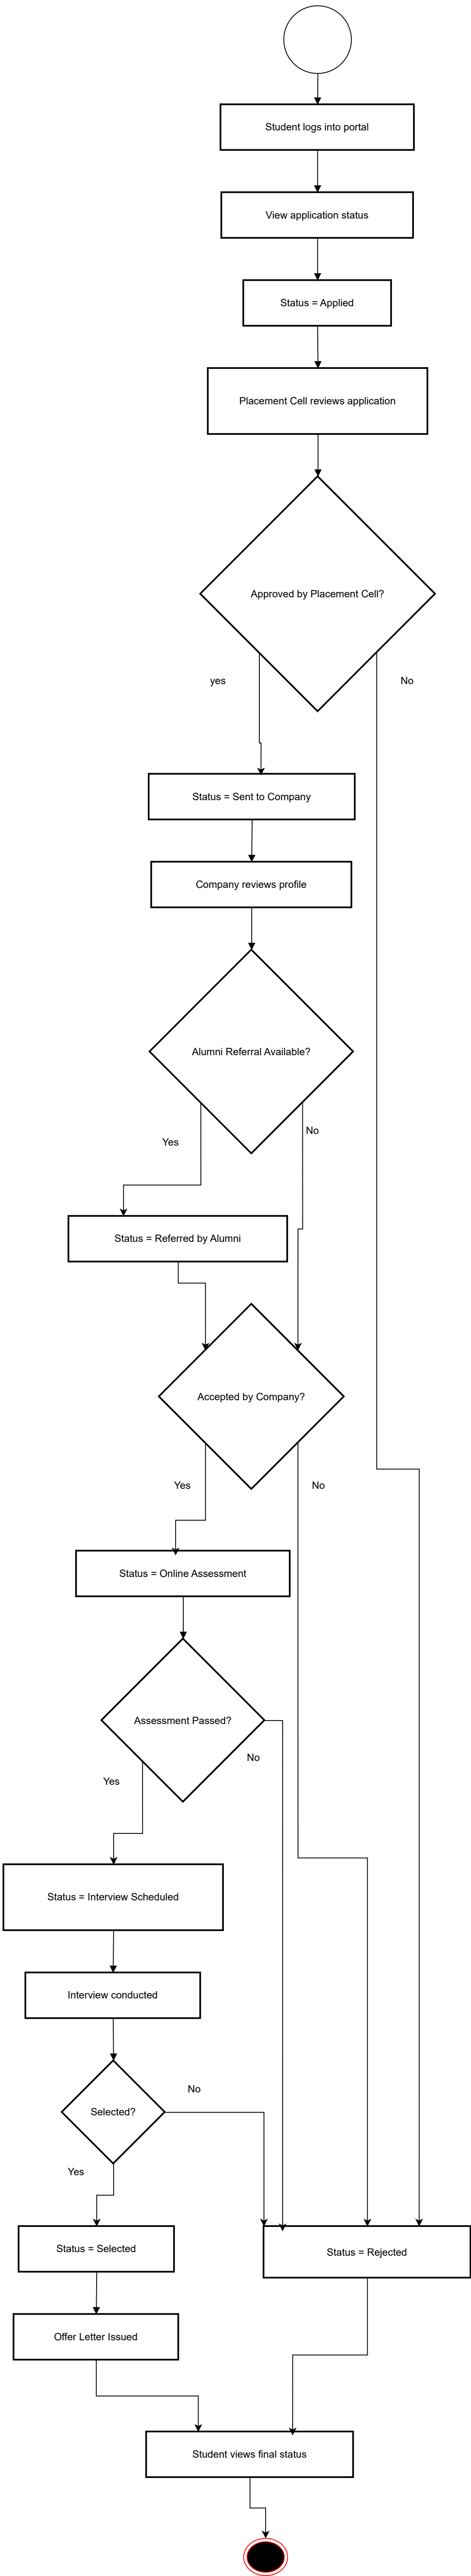 Student logs into portal
View application status
Status = Applied
Placement Cell reviews application
Approved by Placement Cell?
yes
No
Status = Sent to Company
Company reviews profile
Alumni Referral Available?
No
Yes
Status = Referred by Alumni
Accepted by Company?
Yes
No
Status = Online Assessment
Assessment Passed?
No
Yes
Status = Interview Scheduled
Interview conducted
No
Selected?
Yes
Status = Selected
Status = Rejected
Offer Letter Issued
Student views final status